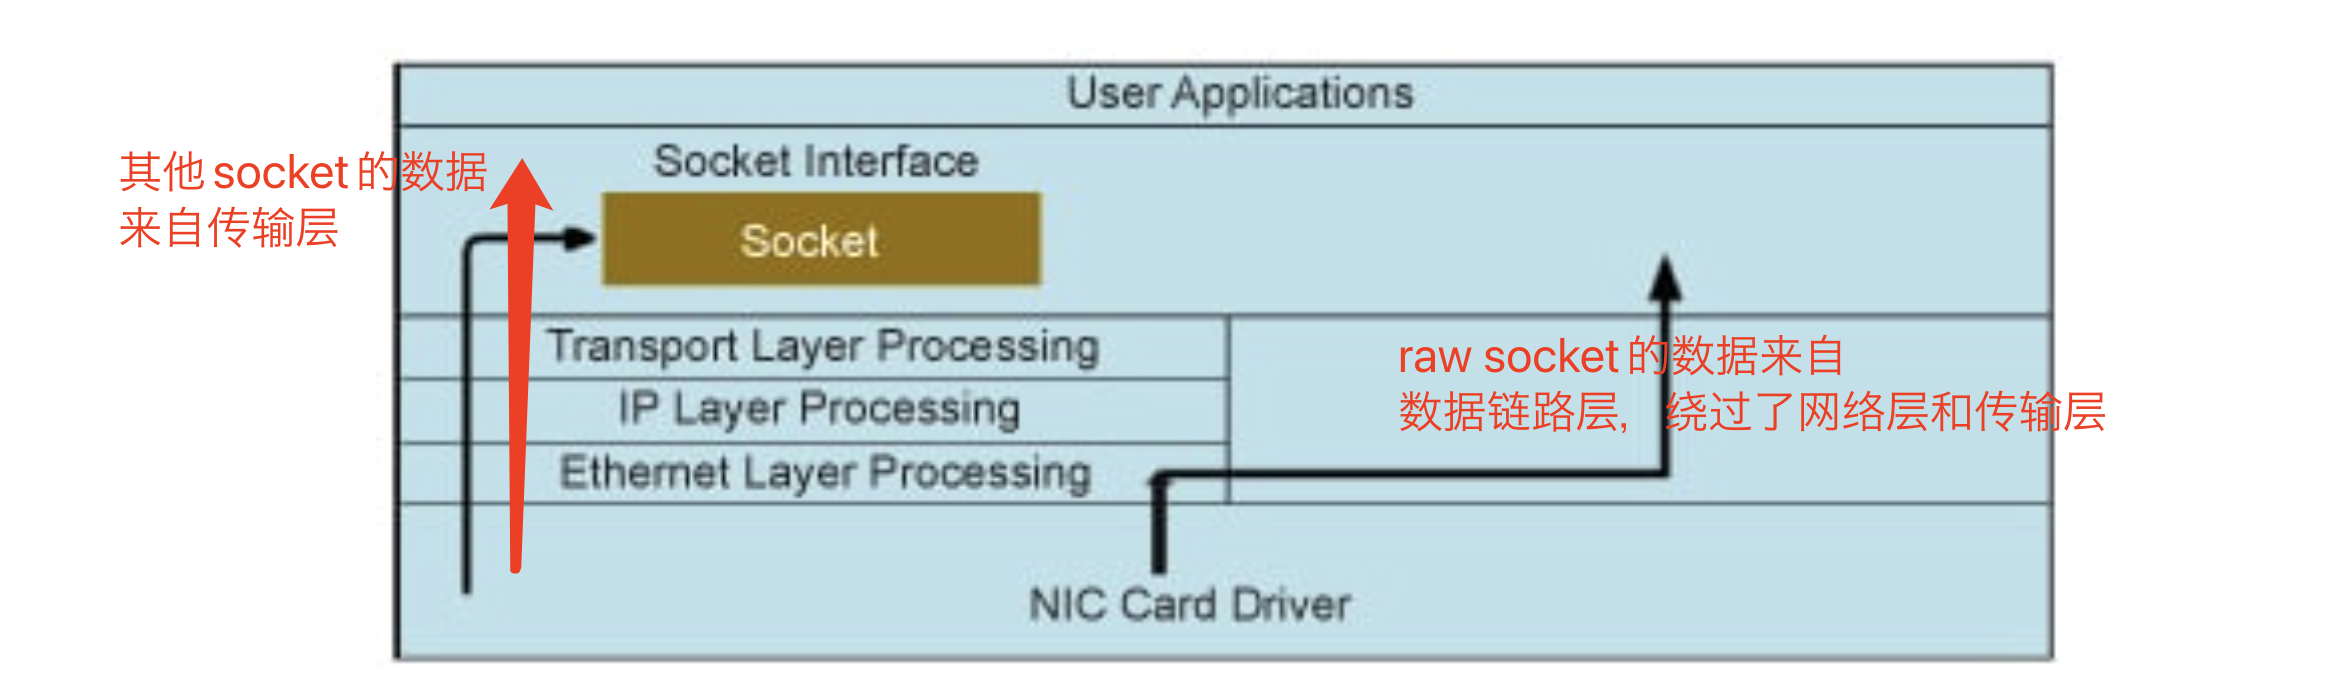 User Applications
其他 socket 的数据
来自传输层
Socket Interface
Socket
Transport Layer Processing
IP Layer Processing
Ethernet Layer Processing
raw socket 的数据来自
数据链路层，绕过了网络层和传输层
NIC Card Driver